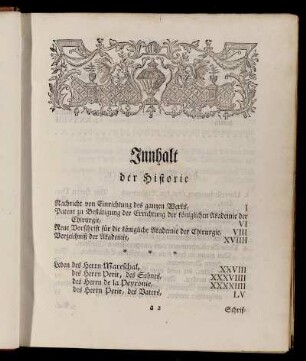 Innhalt
der Historie
Nachricht von Einrichtung des ganzen Werks, I
Patent zu Bestätigung der Errichtung der königlichen Akademie der
Chirurgie, VI
Neue Vorschrift für die königliche Akademie der Chirurgie, VIII
Verzeichniß der Akademie, XVIIII
* * *
Leben des Herrn Mareschal, XXVIII
des Herrn Petit, des Sohnes, XXXVIII
des Herrn de la Peyronie, XXXXIIII
des Herrn Petit, des Vaters, LV
a 2 Schrif-